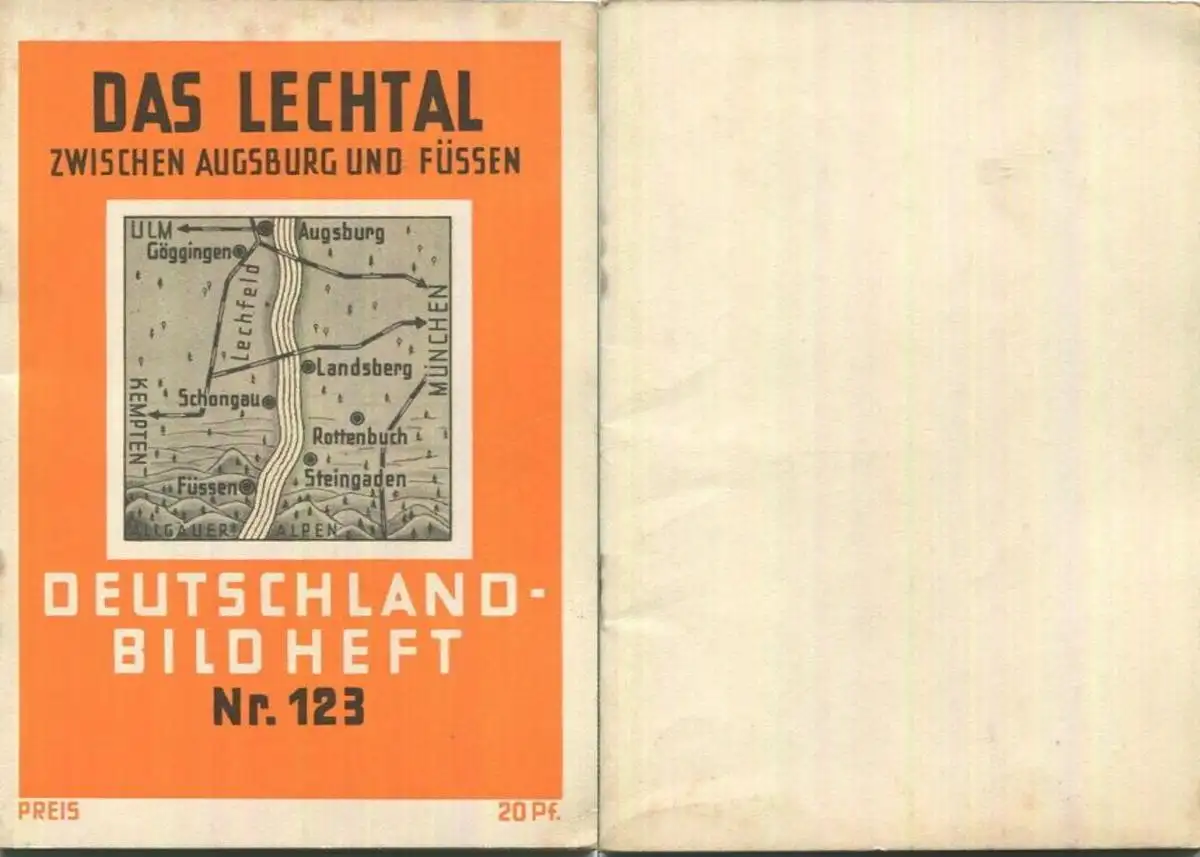 DAS LECHTAL
ZWISCHEN AUGSBURG UND FÜSSEN
ULM
Augsburg
Göggingen
Lechfeld
MÜNCHEN
Landsberg
KEMPTEN
Schongau
Rottenbuch
Steingaden
Füssen
ALLGÄUER ALPEN
DEUTSCHLAND-
BILDHEFT
Nr. 123
PREIS
20 Pf.